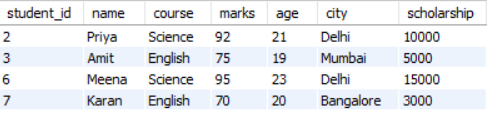 student_id name course marks age city scholarship
2 Priya Science 92 21 Delhi 10000
3 Amit English 75 19 Mumbai 5000
6 Meena Science 95 23 Delhi 15000
7 Karan English 70 20 Bangalore 3000